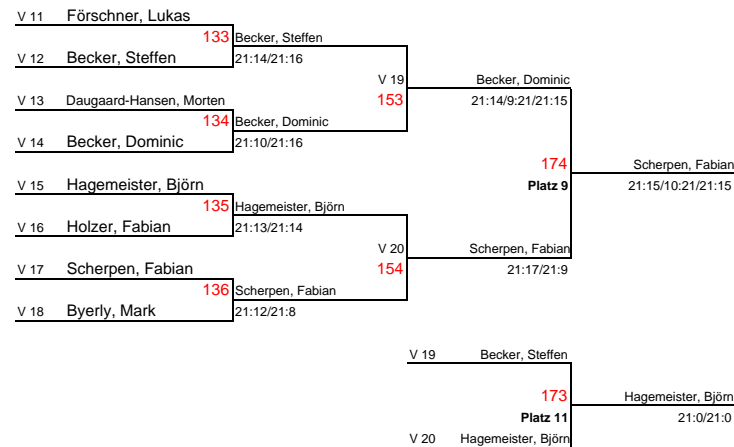 V 11 Förschner, Lukas
133 Becker, Steffen
V 12 Becker, Steffen 21:14/21:16
V 19 Becker, Dominic
V 13 Daugaard-Hansen, Morten 153 21:14/9:21/21:15
134 Becker, Dominic
V 14 Becker, Dominic 21:10/21:16
174 Scherpen, Fabian
V 15 Hagemeister, Björn Platz 9 21:15/10:21/21:15
135 Hagemeister, Björn
V 16 Holzer, Fabian 21:13/21:14
V 20 Scherpen, Fabian
V 17 Scherpen, Fabian 154 21:17/21:9
136 Scherpen, Fabian
V 18 Byerly, Mark 21:12/21:8
V 19 Becker, Steffen
173 Hagemeister, Björn
Platz 11 21:0/21:0
V 20 Hagemeister, Björn